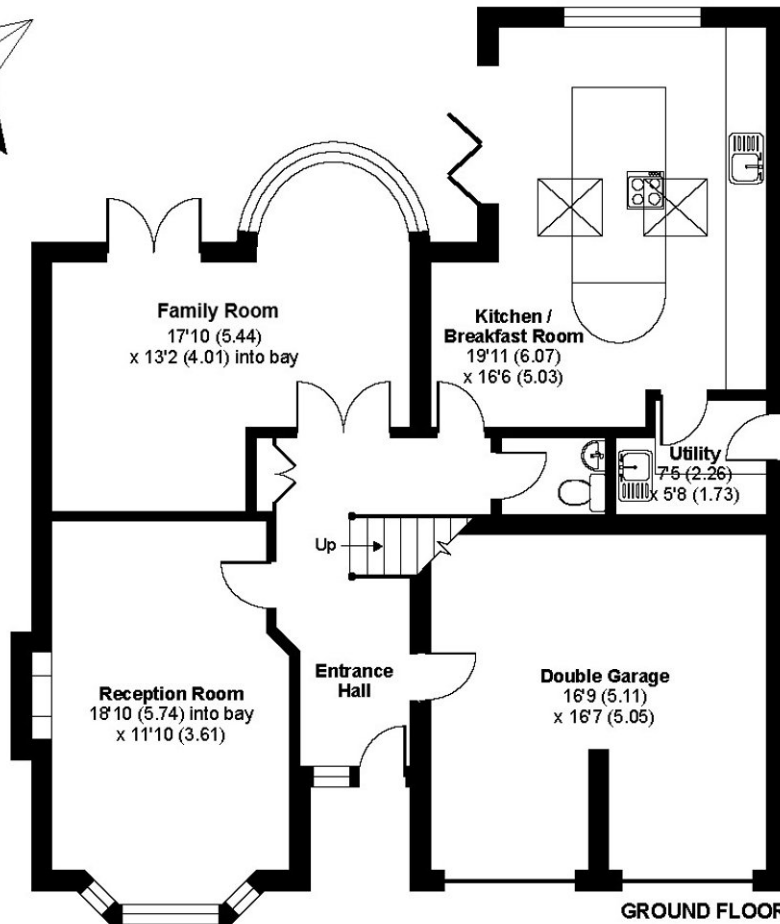 Family Room
17'10 (5.44)
x 13'2 (4.01) into bay
Kitchen /
Breakfast Room
19'11 (6.07)
x 16'6 (5.03)
Utility
7'5 (2.26)
x 5'8 (1.73)
Up
Entrance
Hall
Reception Room
18'10 (5.74) into bay
x 11'10 (3.61)
Double Garage
16'9 (5.11)
x 16'7 (5.05)
GROUND FLOOR